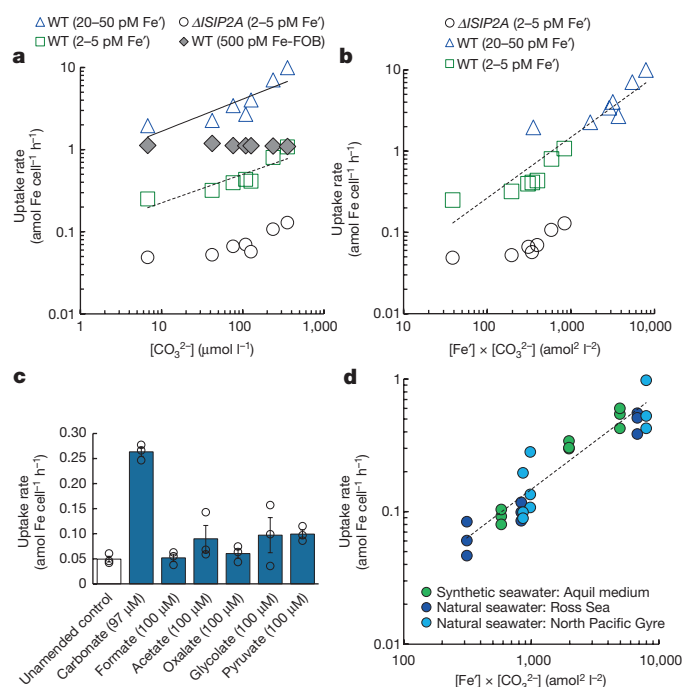 WT (20–50 pM Fe′)
ΔISIP2A (2–5 pM Fe′)
WT (2–5 pM Fe′)
WT (500 pM Fe-FOB)
a
10
1
0.1
0.01
1
10
100
1,000
Uptake rate
(amol Fe cell⁻¹ h⁻¹)
[CO₃²⁻] (μmol l⁻¹)
ΔISIP2A (2–5 pM Fe′)
WT (20–50 pM Fe′)
WT (2–5 pM Fe′)
b
10
1
0.1
0.01
10
100
1,000
10,000
Uptake rate
(amol Fe cell⁻¹ h⁻¹)
[Fe′] × [CO₃²⁻] (amol² l⁻²)
c
0.30
0.25
0.20
0.15
0.10
0.05
0
Uptake rate
(amol Fe cell⁻¹ h⁻¹)
Unamended control
Carbonate (97 μM)
Formate (100 μM)
Acetate (100 μM)
Oxalate (100 μM)
Glycolate (100 μM)
Pyruvate (100 μM)
d
1
0.1
0.01
100
1,000
10,000
Uptake rate
(amol Fe cell⁻¹ h⁻¹)
Synthetic seawater: Aquil medium
Natural seawater: Ross Sea
Natural seawater: North Pacific Gyre
[Fe′] × [CO₃²⁻] (amol² l⁻²)